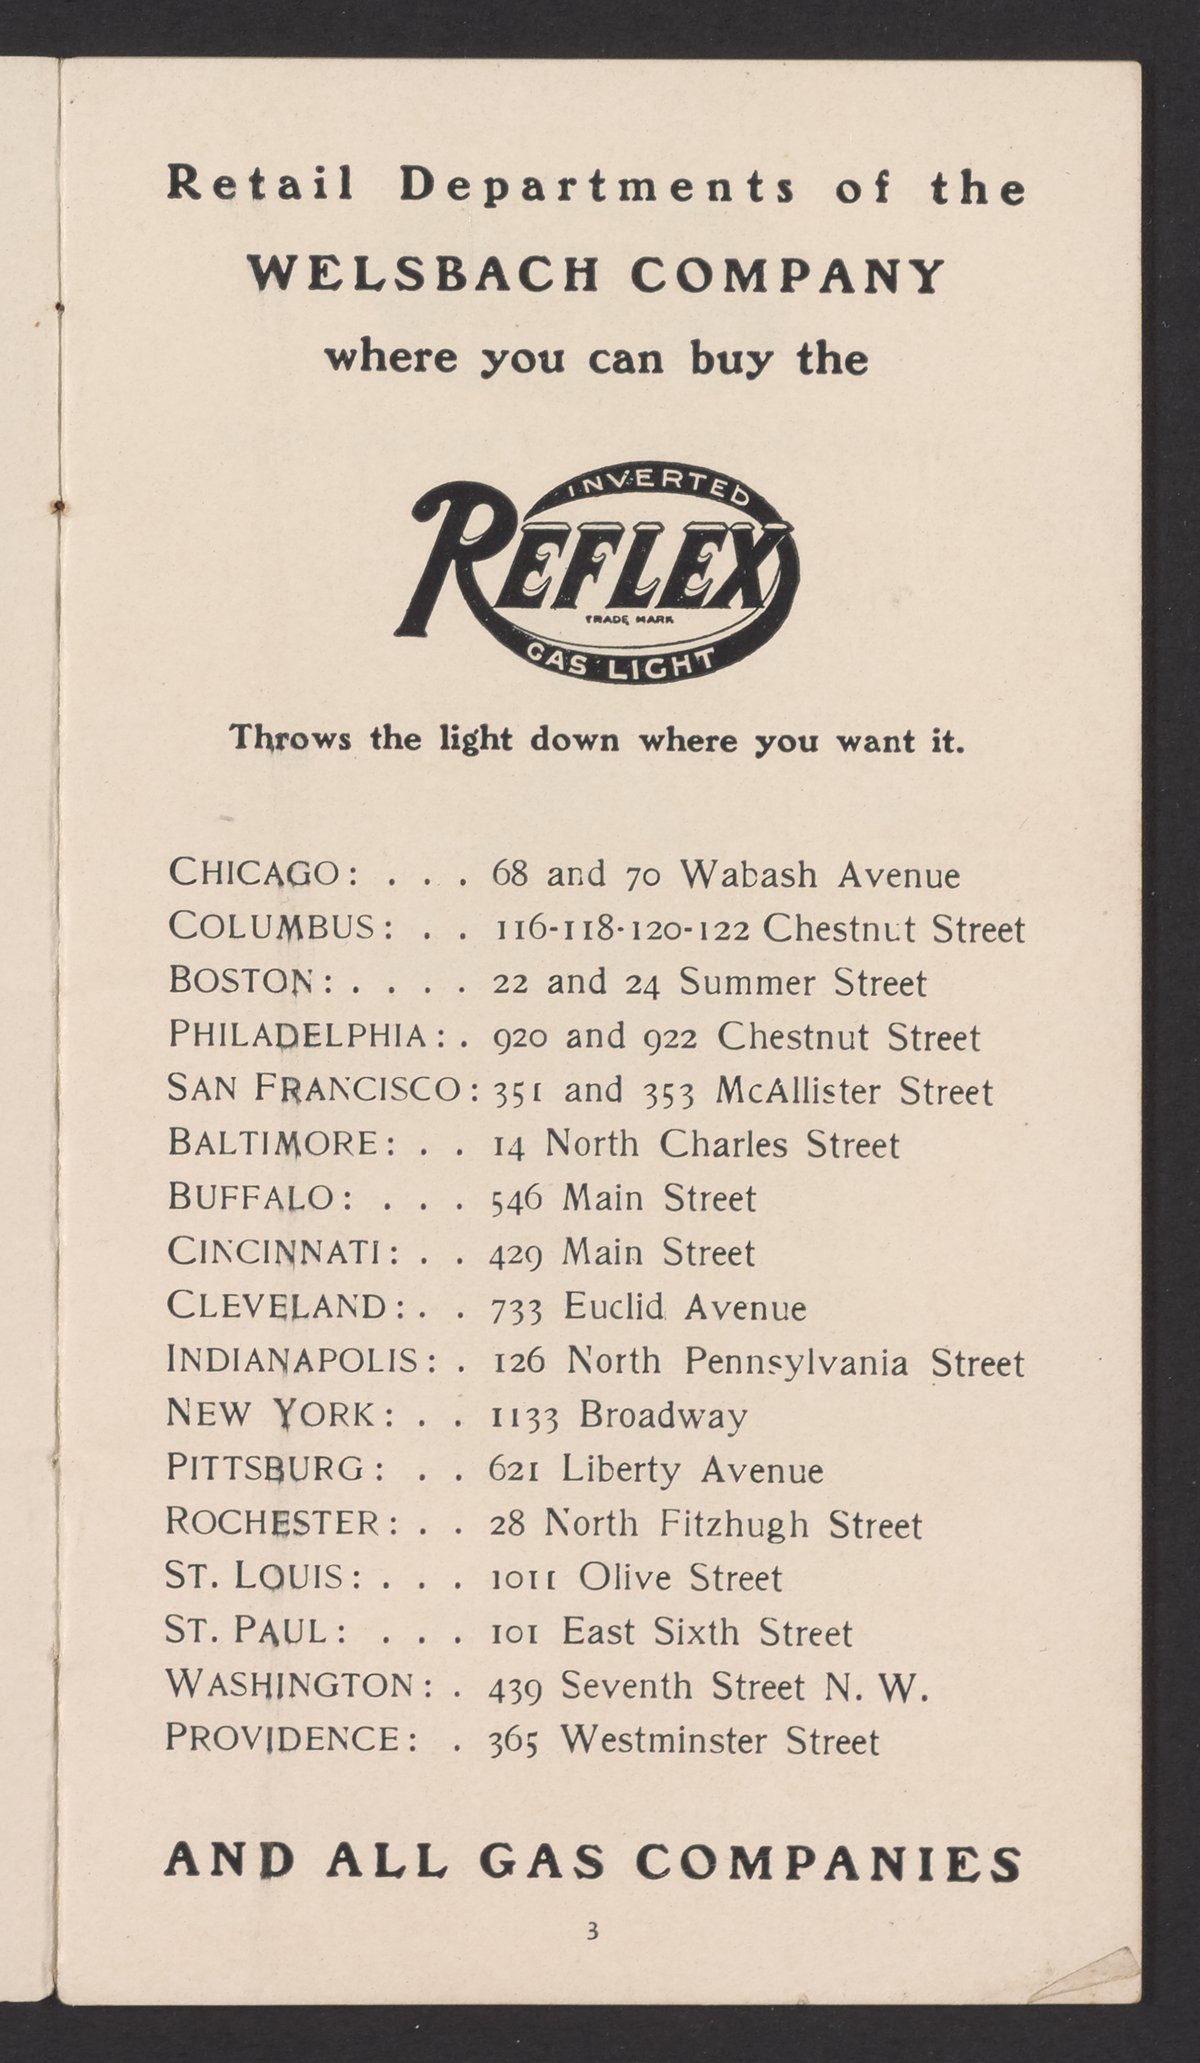 Retail Departments of the
WELSBACH COMPANY
where you can buy the
INVERTED
REFLEX
TRADE MARK
GAS LIGHT
Throws the light down where you want it.
CHICAGO: . . . 68 and 70 Wabash Avenue
COLUMBUS: . . 116-118-120-122 Chestnut Street
BOSTON: . . . . 22 and 24 Summer Street
PHILADELPHIA: . 920 and 922 Chestnut Street
SAN FRANCISCO: 351 and 353 McAllister Street
BALTIMORE: . . 14 North Charles Street
BUFFALO: . . . 546 Main Street
CINCINNATI: . . 429 Main Street
CLEVELAND: . . 733 Euclid Avenue
INDIANAPOLIS: . 126 North Pennsylvania Street
NEW YORK: . . 1133 Broadway
PITTSBURG: . . 621 Liberty Avenue
ROCHESTER: . . 28 North Fitzhugh Street
ST. LOUIS: . . . 1011 Olive Street
ST. PAUL: . . . 101 East Sixth Street
WASHINGTON: . 439 Seventh Street N. W.
PROVIDENCE: . 365 Westminster Street
AND ALL GAS COMPANIES
3